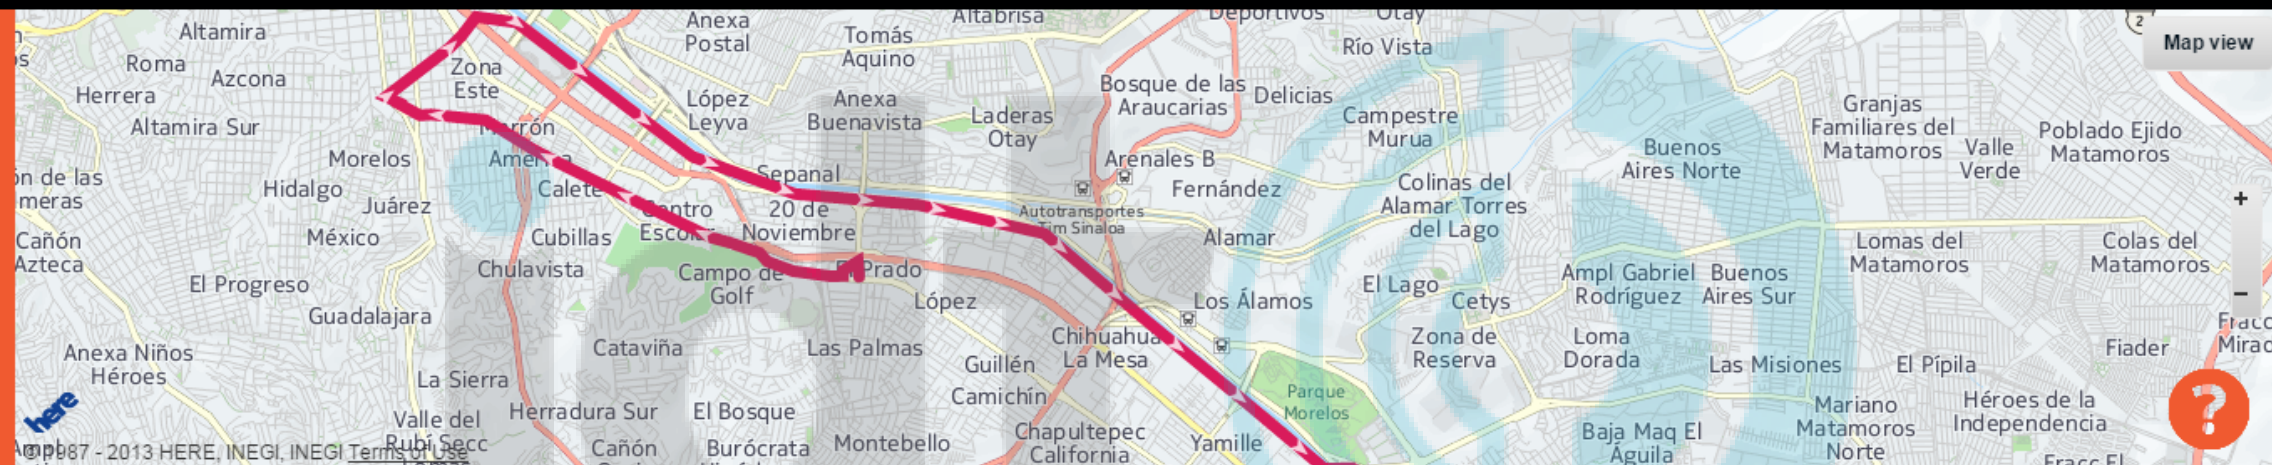 Altamira
Anexa
Postal
Altabrisa
Deportivos
Otay
2
Map view
Roma
Azcona
Zona
Este
Tomás
Aquino
Río Vista
Herrera
López
Leyva
Anexa
Buenavista
Laderas
Otay
Bosque de las
Araucarias
Delicias
Campestre
Murua
Granjas
Familiares del
Matamoros
Altamira Sur
Valle
Verde
Poblado Ejido
Matamoros
Morelos
Sepanal
Arenales B
Buenos
Aires Norte
Hidalgo
Juárez
Fernández
Colinas del
Alamar Torres
del Lago
México
Cubillas
20 de
Noviembre
Autotransportes
Tim Sinaloa
Alamar
Cañón
Azteca
Lomas del
Matamoros
Colas del
Matamoros
El Progreso
Chulavista
Campo de
Golf
Prado
López
Los Álamos
El Lago
Cetys
Ampl Gabriel
Rodríguez
Buenos
Aires Sur
Guadalajara
Anexa Niños
Héroes
Cataviña
Las Palmas
Chihuahua
La Mesa
Guillén
Zona de
Reserva
Loma
Dorada
Las Misiones
El Pípila
Fiader
La Sierra
Camichín
Parque
Morelos
here
Valle del
Rubí Secc
Herradura Sur
El Bosque
Cañón
Burócrata
Montebello
Chapultepec
California
Yamille
Baja Maq El
Águila
Mariano
Matamoros
Norte
Héroes de la
Independencia
?
© 1987 - 2013 HERE, INEGI, INEGI Terms of Use